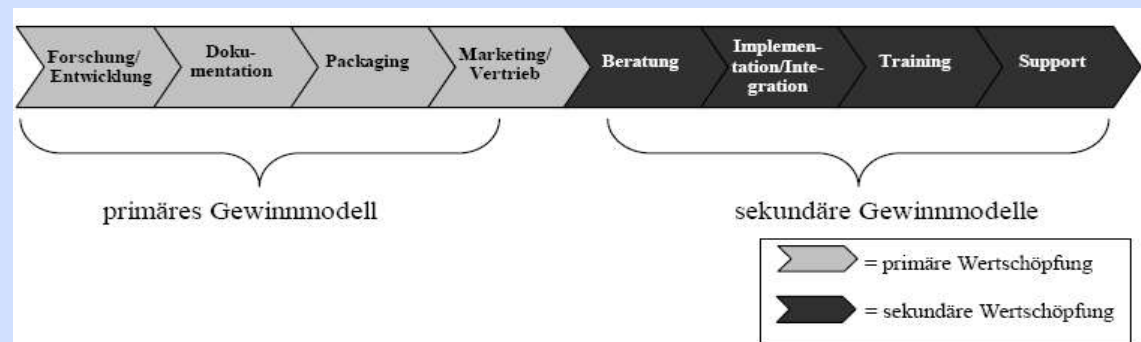 Forschung/
Entwicklung
Doku-
mentation
Packaging
Marketing/
Vertrieb
Beratung
Implemen-
tation/Inte-
gration
Training
Support
primäres Gewinnmodell
sekundäre Gewinnmodelle
= primäre Wertschöpfung
= sekundäre Wertschöpfung